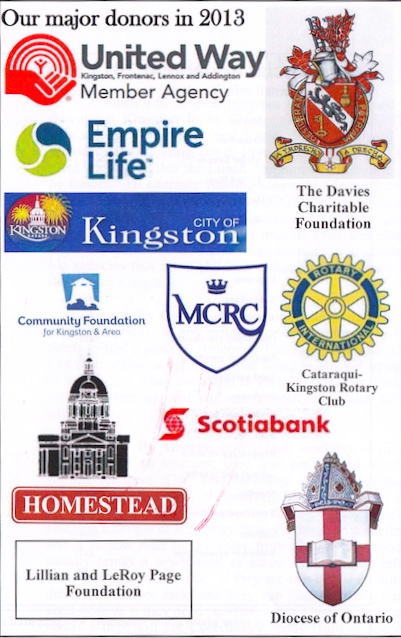 Our major donors in 2013
United Way
Kingston, Frontenac, Lennox and Addington
Member Agency
The Davies
Charitable
Foundation
Empire
Life™
KINGSTON
CITY OF
Kingston
Community Foundation
for Kingston & Area
MCRC
ROTARY
INTERNATIONAL
Cataraqui-
Kingston Rotary
Club
Scotiabank
HOMESTEAD
Lillian and LeRoy Page
Foundation
Diocese of Ontario